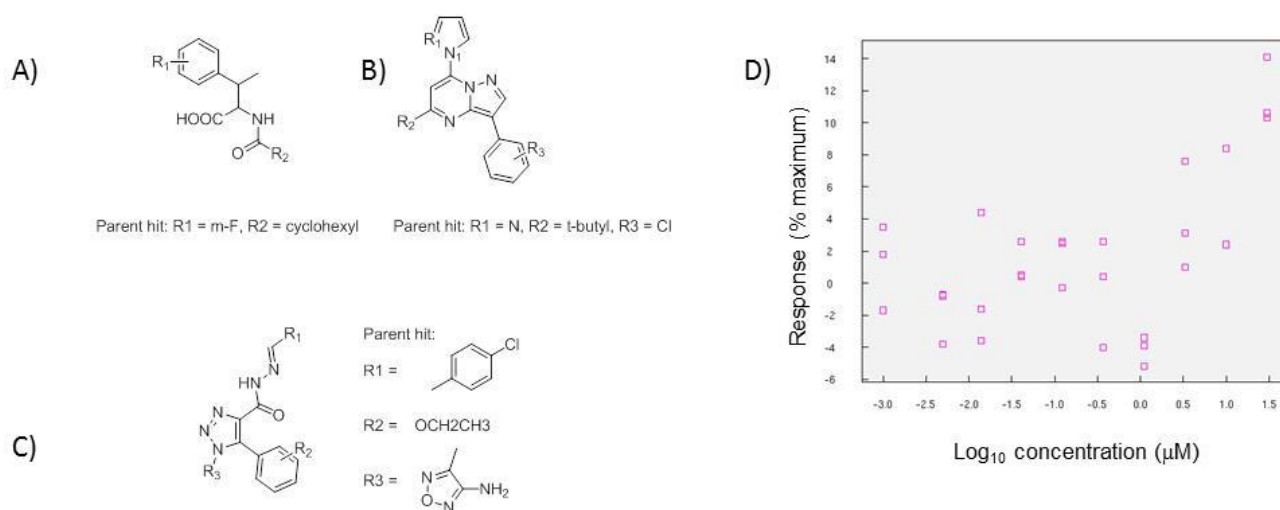 A)
R1
HOOC
NH
O
R2
Parent hit: R1 = m-F, R2 = cyclohexyl
B)
R1
N1
N
N
R2
N
R3
Parent hit: R1 = N, R2 = t-butyl, R3 = Cl
C)
R1
N
HN
O
N
N
N
R2
R3
Parent hit:
R1 =
Cl
R2 = OCH2CH3
R3 =
N
O
N
NH2
D)
Response (% maximum)
14
12
10
8
6
4
2
0
-2
-4
-6
-3.0 -2.5 -2.0 -1.5 -1.0 -0.5 0.0 0.5 1.0 1.5
Log10 concentration (μM)